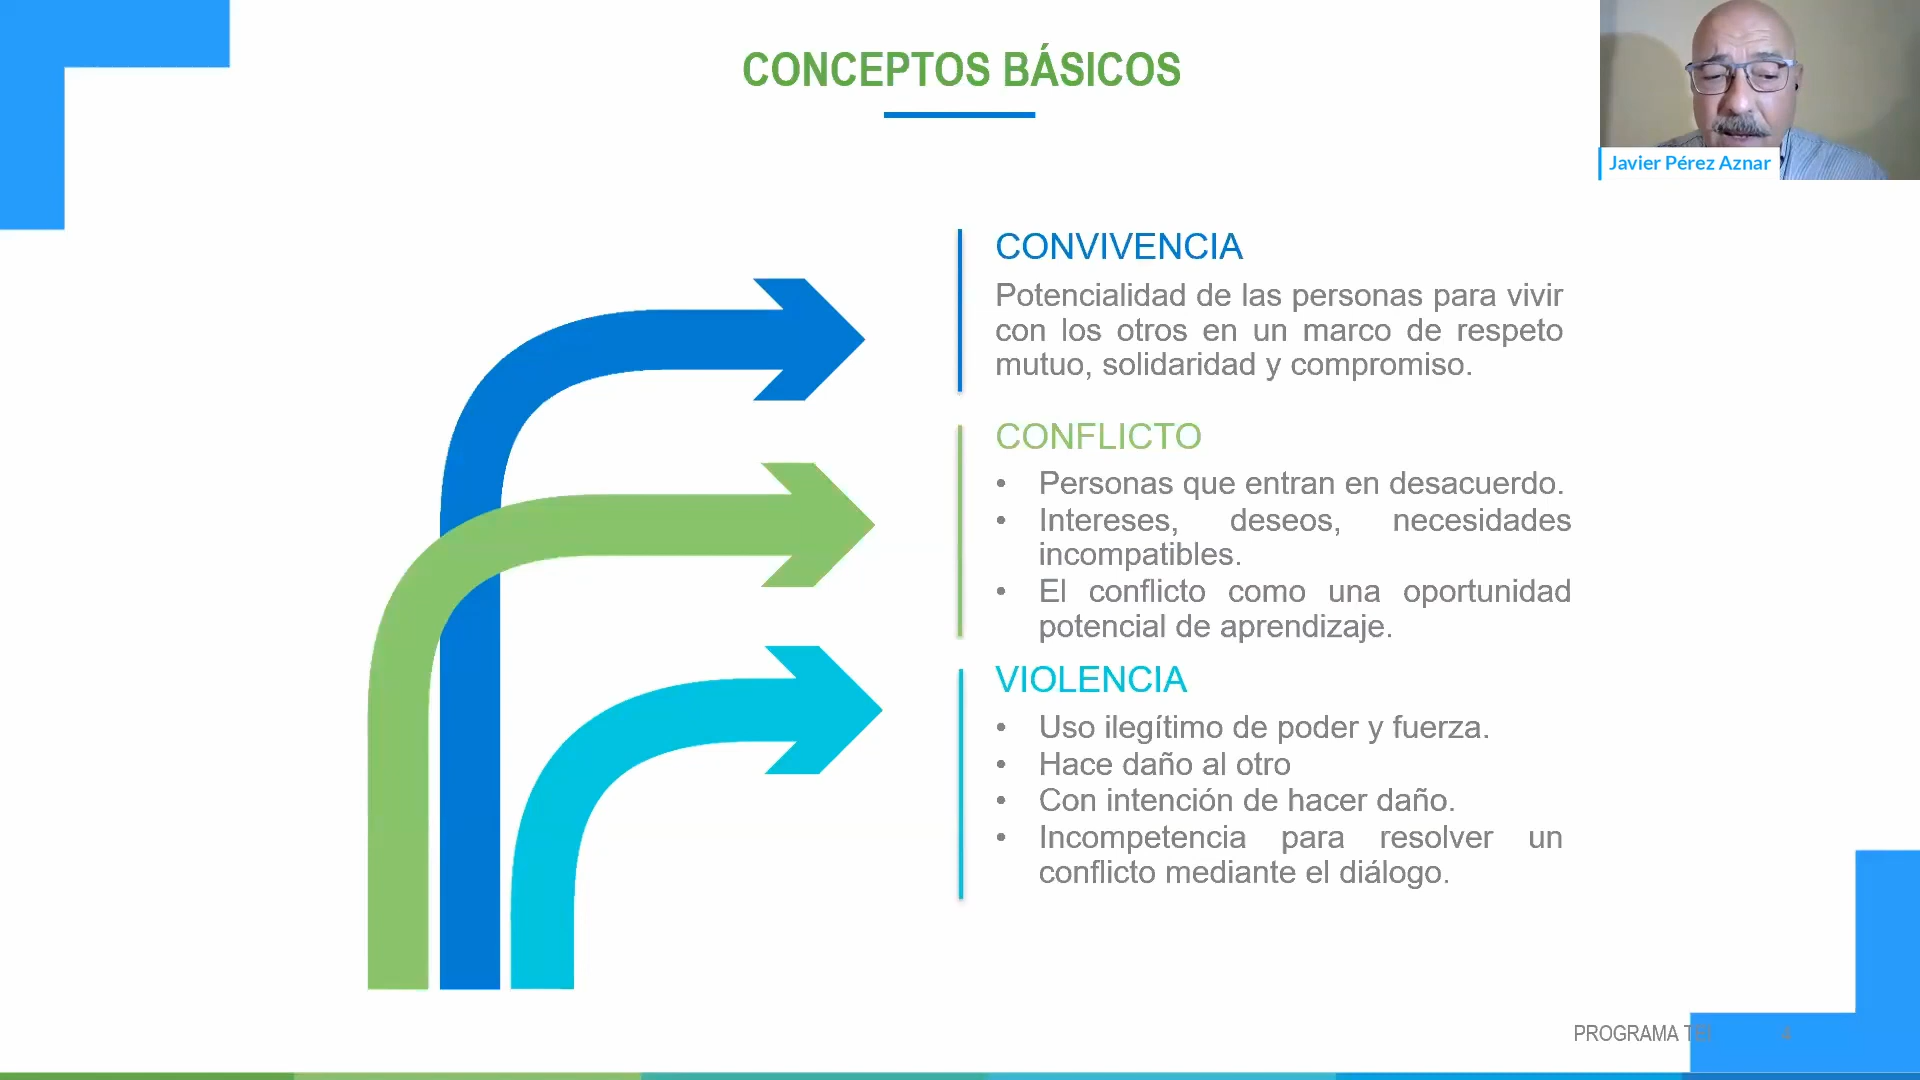 CONCEPTOS BÁSICOS
Javier Pérez Aznar
CONVIVENCIA
Potencialidad de las personas para vivir
con los otros en un marco de respeto
mutuo, solidaridad y compromiso.
CONFLICTO
• Personas que entran en desacuerdo.
• Intereses, deseos, necesidades
incompatibles.
• El conflicto como una oportunidad
potencial de aprendizaje.
VIOLENCIA
• Uso ilegítimo de poder y fuerza.
• Hace daño al otro
• Con intención de hacer daño.
• Incompetencia para resolver un
conflicto mediante el diálogo.
PROGRAMA TEI 4